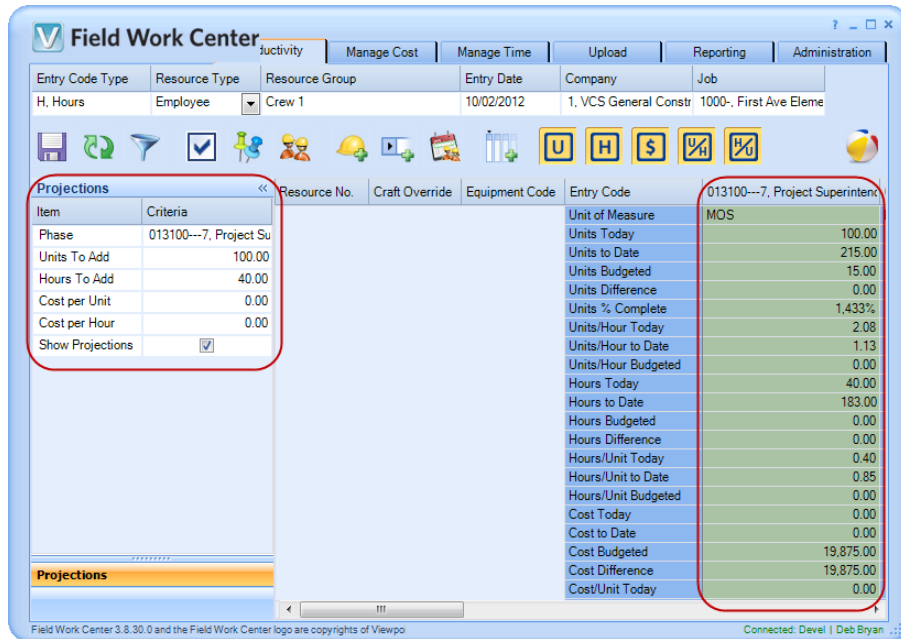 ? _ □ ×
Field Work Center
ductivity Manage Cost Manage Time Upload Reporting Administration
Entry Code Type Resource Type Resource Group Entry Date Company Job
H, Hours Employee Crew 1 10/02/2012 1, VCS General Constr 1000-, First Ave Eleme
U H $ U/H H/U
Projections «
Resource No. Craft Override Equipment Code Entry Code 013100---7, Project Superintend
Item Criteria
Phase 013100---7, Project Su
Units To Add 100.00
Hours To Add 40.00
Cost per Unit 0.00
Cost per Hour 0.00
Show Projections
Unit of Measure MOS
Units Today 100.00
Units to Date 215.00
Units Budgeted 15.00
Units Difference 0.00
Units % Complete 1,433%
Units/Hour Today 2.08
Units/Hour to Date 1.13
Units/Hour Budgeted 0.00
Hours Today 40.00
Hours to Date 183.00
Hours Budgeted 0.00
Hours Difference 0.00
Hours/Unit Today 0.40
Hours/Unit to Date 0.85
Hours/Unit Budgeted 0.00
Cost Today 0.00
Cost to Date 0.00
Cost Budgeted 19,875.00
Cost Difference 19,875.00
Cost/Unit Today 0.00
Projections
Field Work Center 3.8.30.0 and the Field Work Center logo are copyrights of Viewpoi
Connected: Devel | Deb Bryan